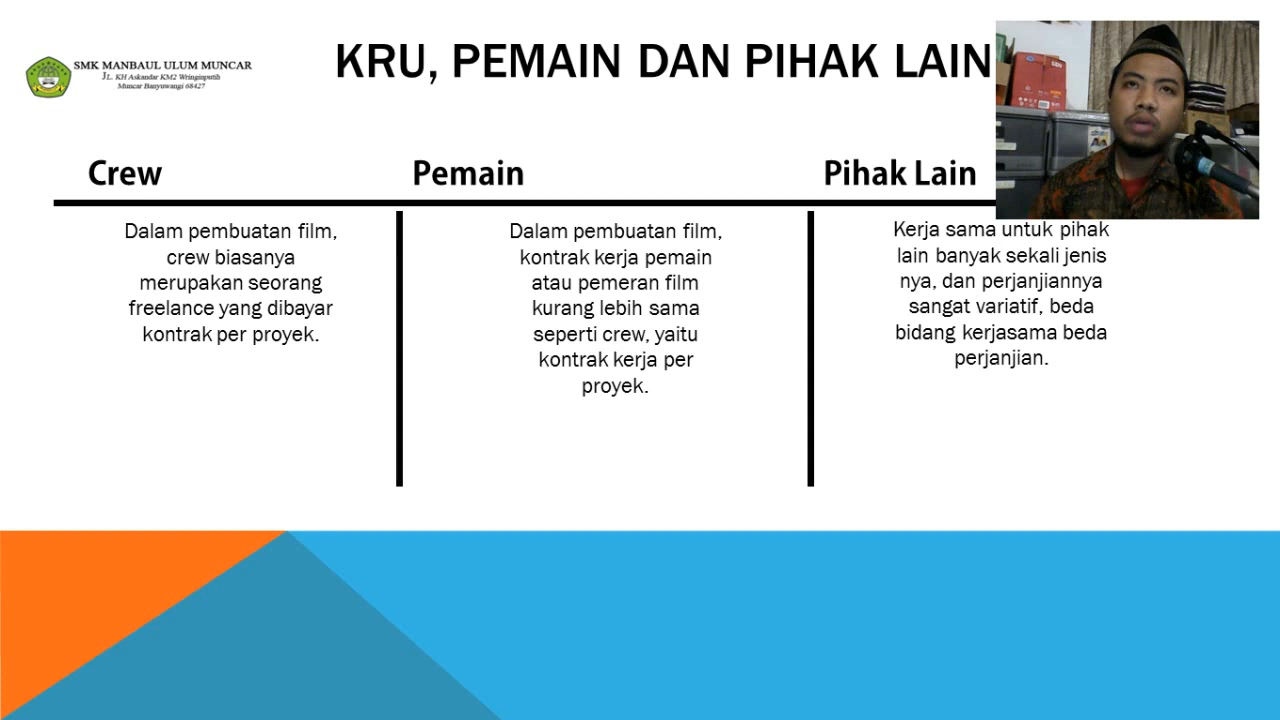 SMK MANBAUL ULUM MUNCAR
JL. KH Askandar KM2 Wringinputih
Muncar Banyuwangi 68427
KRU, PEMAIN DAN PIHAK LAIN
Crew
Dalam pembuatan film,
crew biasanya
merupakan seorang
freelance yang dibayar
kontrak per proyek.
Pemain
Dalam pembuatan film,
kontrak kerja pemain
atau pemeran film
kurang lebih sama
seperti crew, yaitu
kontrak kerja per
proyek.
Pihak Lain
Kerja sama untuk pihak
lain banyak sekali jenis
nya, dan perjanjiannya
sangat variatif, beda
bidang kerjasama beda
perjanjian.